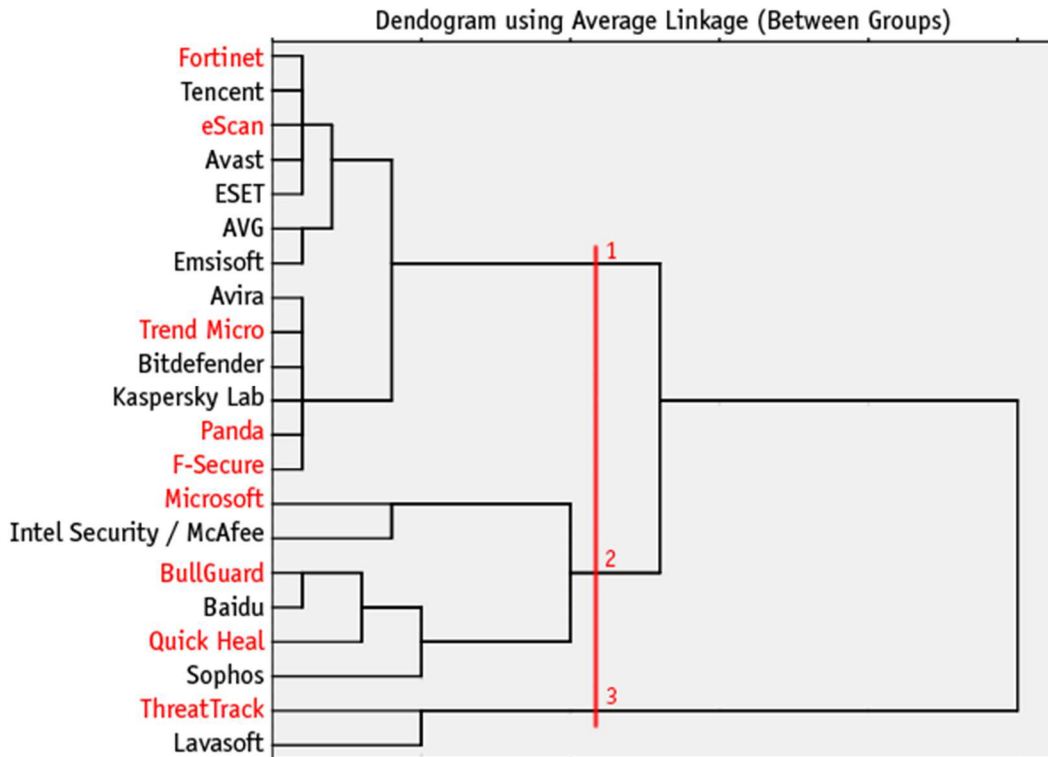 Dendogram using Average Linkage (Between Groups)
Fortinet
Tencent
eScan
Avast
ESET
AVG
Emsisoft
1
Avira
Trend Micro
Bitdefender
Kaspersky Lab
Panda
F-Secure
Microsoft
Intel Security / McAfee
2
BullGuard
Baidu
Quick Heal
Sophos
3
ThreatTrack
Lavasoft